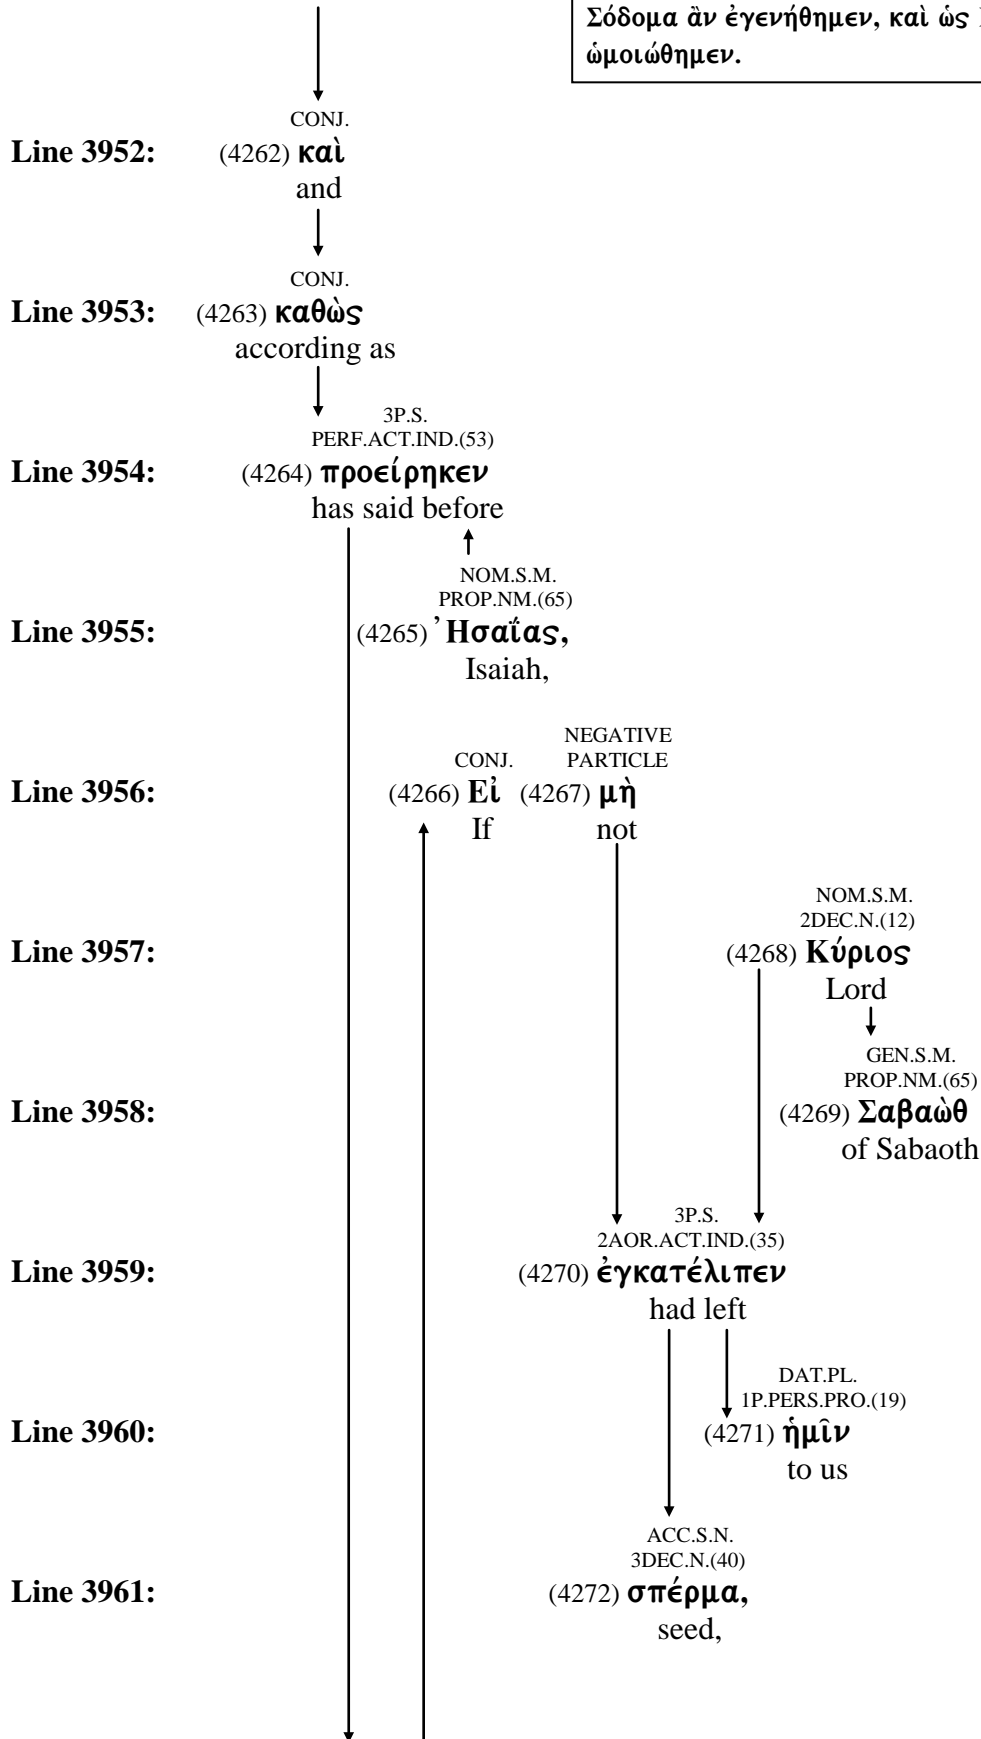 Σόδομα ἂν ἐγενήθημεν, καὶ ὡς
ὡμοιώθημεν.
CONJ.
Line 3952: (4262) καὶ
and
CONJ.
Line 3953: (4263) καθὼς
according as
3P.S.
PERF.ACT.IND.(53)
Line 3954: (4264) προείρηκεν
has said before
NOM.S.M.
PROP.NM.(65)
Line 3955: (4265) Ἠσαΐας,
Isaiah,
NEGATIVE
CONJ. PARTICLE
Line 3956: (4266) Εἰ (4267) μὴ
If not
NOM.S.M.
2DEC.N.(12)
Line 3957: (4268) Κύριος
Lord
GEN.S.M.
PROP.NM.(65)
Line 3958: (4269) Σαβαὼθ
of Sabaoth
3P.S.
2AOR.ACT.IND.(35)
Line 3959: (4270) ἐγκατέλιπεν
had left
DAT.PL.
1P.PERS.PRO.(19)
Line 3960: (4271) ἡμῖν
to us
ACC.S.N.
3DEC.N.(40)
Line 3961: (4272) σπέρμα,
seed,